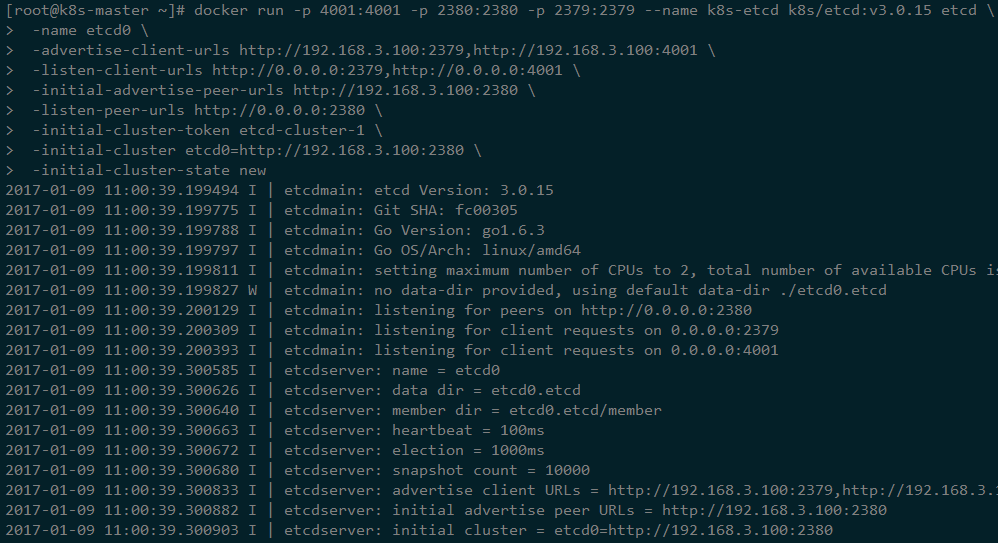 [root@k8s-master ~]# docker run -p 4001:4001 -p 2380:2380 -p 2379:2379 --name k8s-etcd k8s/etcd:v3.0.15 etcd \
>  -name etcd0 \
>  -advertise-client-urls http://192.168.3.100:2379,http://192.168.3.100:4001 \
>  -listen-client-urls http://0.0.0.0:2379,http://0.0.0.0:4001 \
>  -initial-advertise-peer-urls http://192.168.3.100:2380 \
>  -listen-peer-urls http://0.0.0.0:2380 \
>  -initial-cluster-token etcd-cluster-1 \
>  -initial-cluster etcd0=http://192.168.3.100:2380 \
>  -initial-cluster-state new
2017-01-09 11:00:39.199494 I | etcdmain: etcd Version: 3.0.15
2017-01-09 11:00:39.199775 I | etcdmain: Git SHA: fc00305
2017-01-09 11:00:39.199788 I | etcdmain: Go Version: go1.6.3
2017-01-09 11:00:39.199797 I | etcdmain: Go OS/Arch: linux/amd64
2017-01-09 11:00:39.199811 I | etcdmain: setting maximum number of CPUs to 2, total number of available CPUs is
2017-01-09 11:00:39.199827 W | etcdmain: no data-dir provided, using default data-dir ./etcd0.etcd
2017-01-09 11:00:39.200129 I | etcdmain: listening for peers on http://0.0.0.0:2380
2017-01-09 11:00:39.200309 I | etcdmain: listening for client requests on 0.0.0.0:2379
2017-01-09 11:00:39.200393 I | etcdmain: listening for client requests on 0.0.0.0:4001
2017-01-09 11:00:39.300585 I | etcdserver: name = etcd0
2017-01-09 11:00:39.300626 I | etcdserver: data dir = etcd0.etcd
2017-01-09 11:00:39.300640 I | etcdserver: member dir = etcd0.etcd/member
2017-01-09 11:00:39.300663 I | etcdserver: heartbeat = 100ms
2017-01-09 11:00:39.300672 I | etcdserver: election = 1000ms
2017-01-09 11:00:39.300680 I | etcdserver: snapshot count = 10000
2017-01-09 11:00:39.300833 I | etcdserver: advertise client URLs = http://192.168.3.100:2379,http://192.168.3.1
2017-01-09 11:00:39.300882 I | etcdserver: initial advertise peer URLs = http://192.168.3.100:2380
2017-01-09 11:00:39.300903 I | etcdserver: initial cluster = etcd0=http://192.168.3.100:2380